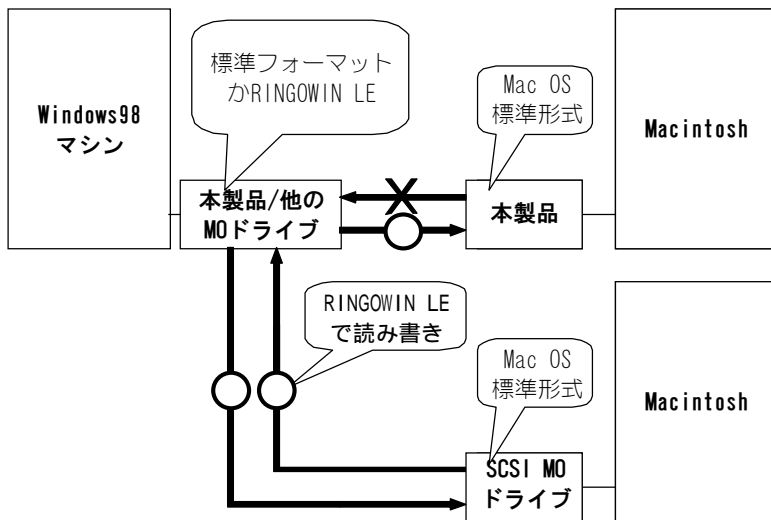 標準フォーマット
かRINGOWIN LE
Mac OS
標準形式
Windows98
マシン
Macintosh
本製品/他の
MOドライブ
本製品
RINGOWIN LE
で読み書き
Mac OS
標準形式
Macintosh
SCSI MO
ドライブ